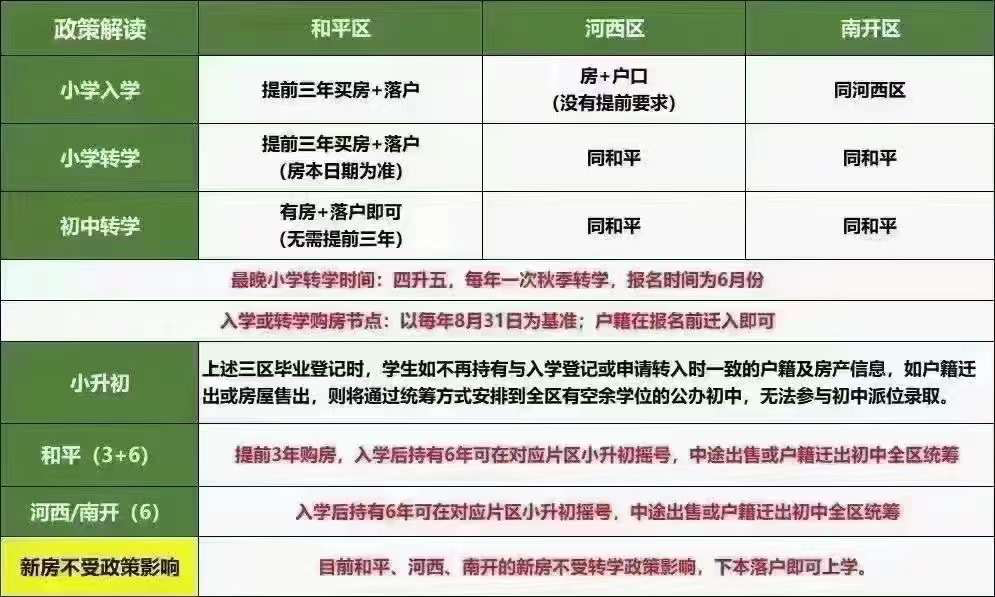 政策解读 和平区 河西区 南开区
小学入学 提前三年买房+落户 房+户口 同河西区
（没有提前要求）
小学转学 提前三年买房+落户 同和平 同和平
（房本日期为准）
初中转学 有房+落户即可 同和平 同和平
（无需提前三年）
最晚小学转学时间：四升五，每年一次秋季转学，报名时间为6月份
入学或转学购房节点：以每年8月31日为基准；户籍在报名前迁入即可
小升初 上述三区毕业登记时，学生如不再持有与入学登记或申请转入时一致的户籍及房产信息，如户籍迁
出或房屋售出，则将通过统筹方式安排到全区有空余学位的公办初中，无法参与初中派位录取。
和平（3+6） 提前3年购房，入学后持有6年可在对应片区小升初摇号，中途出售或户籍迁出初中全区统筹
河西/南开（6） 入学后持有6年可在对应片区小升初摇号，中途出售或户籍迁出初中全区统筹
新房不受政策影响 目前和平、河西、南开的新房不受转学政策影响，下本落户即可上学。